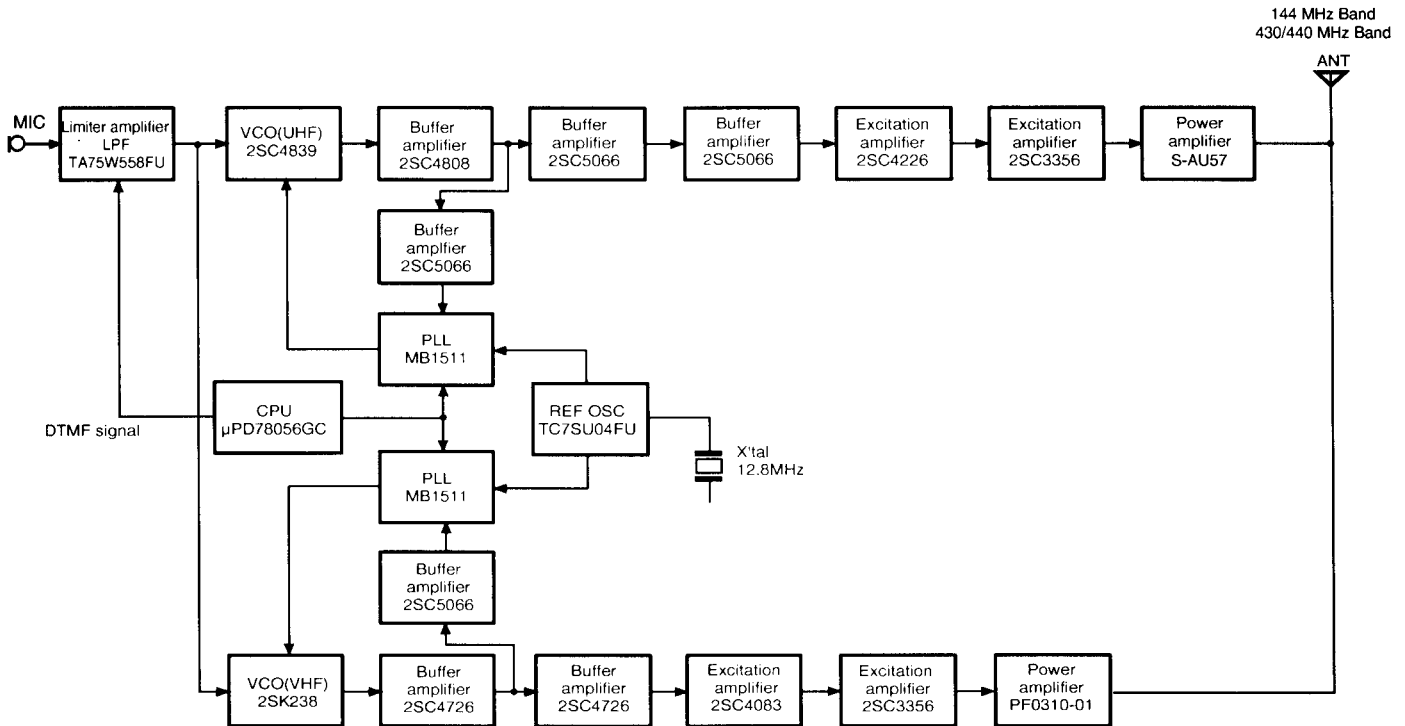 144 MHz Band
430/440 MHz Band
ANT
MIC
Limiter amplifier
LPF
TA75W558FU
VCO(UHF)
2SC4839
Buffer
amplifier
2SC4808
Buffer
amplifier
2SC5066
Buffer
amplifier
2SC5066
Excitation
amplifier
2SC4226
Excitation
amplifier
2SC3356
Power
amplifier
S-AU57
Buffer
amplfier
2SC5066
PLL
MB1511
CPU
µPD78056GC
REF OSC
TC7SU04FU
DTMF signal
X'tal
12.8MHz
PLL
MB1511
Buffer
amplifier
2SC5066
VCO(VHF)
2SK238
Buffer
amplifier
2SC4726
Buffer
amplifier
2SC4726
Excitation
amplifier
2SC4083
Excitation
amplifier
2SC3356
Power
amplifier
PF0310-01